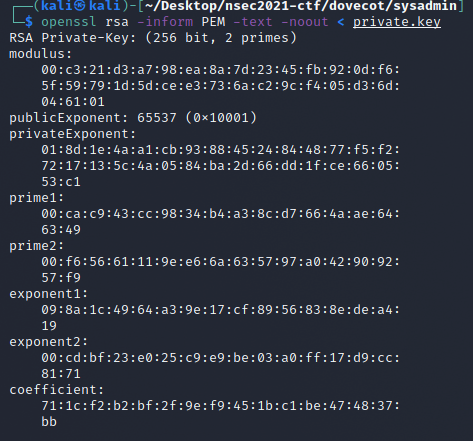 (kali㉿kali)-[~/Desktop/nsec2021-ctf/dovecot/sysadmin]
$ openssl rsa -inform PEM -text -noout < private.key
RSA Private-Key: (256 bit, 2 primes)
modulus:
00:c3:21:d3:a7:98:ea:8a:7d:23:45:fb:92:0d:f6:
5f:59:79:1d:5d:ce:e3:73:6a:c2:9c:f4:05:d3:6d:
04:61:01
publicExponent: 65537 (0×10001)
privateExponent:
01:8d:1e:4a:a1:cb:93:88:45:24:84:48:77:f5:f2:
72:17:13:5c:4a:05:84:ba:2d:66:dd:1f:ce:66:05:
53:c1
prime1:
00:ca:c9:43:cc:98:34:b4:a3:8c:d7:66:4a:ae:64:
63:49
prime2:
00:f6:56:61:11:9e:e6:6a:63:57:97:a0:42:90:92:
57:f9
exponent1:
09:8a:1c:49:64:a3:9e:17:cf:89:56:83:8e:de:a4:
19
exponent2:
00:cd:bf:23:e0:25:c9:e9:be:03:a0:ff:17:d9:cc:
81:71
coefficient:
71:1c:f2:b2:bf:2f:9e:f9:45:1b:c1:be:47:48:37:
bb